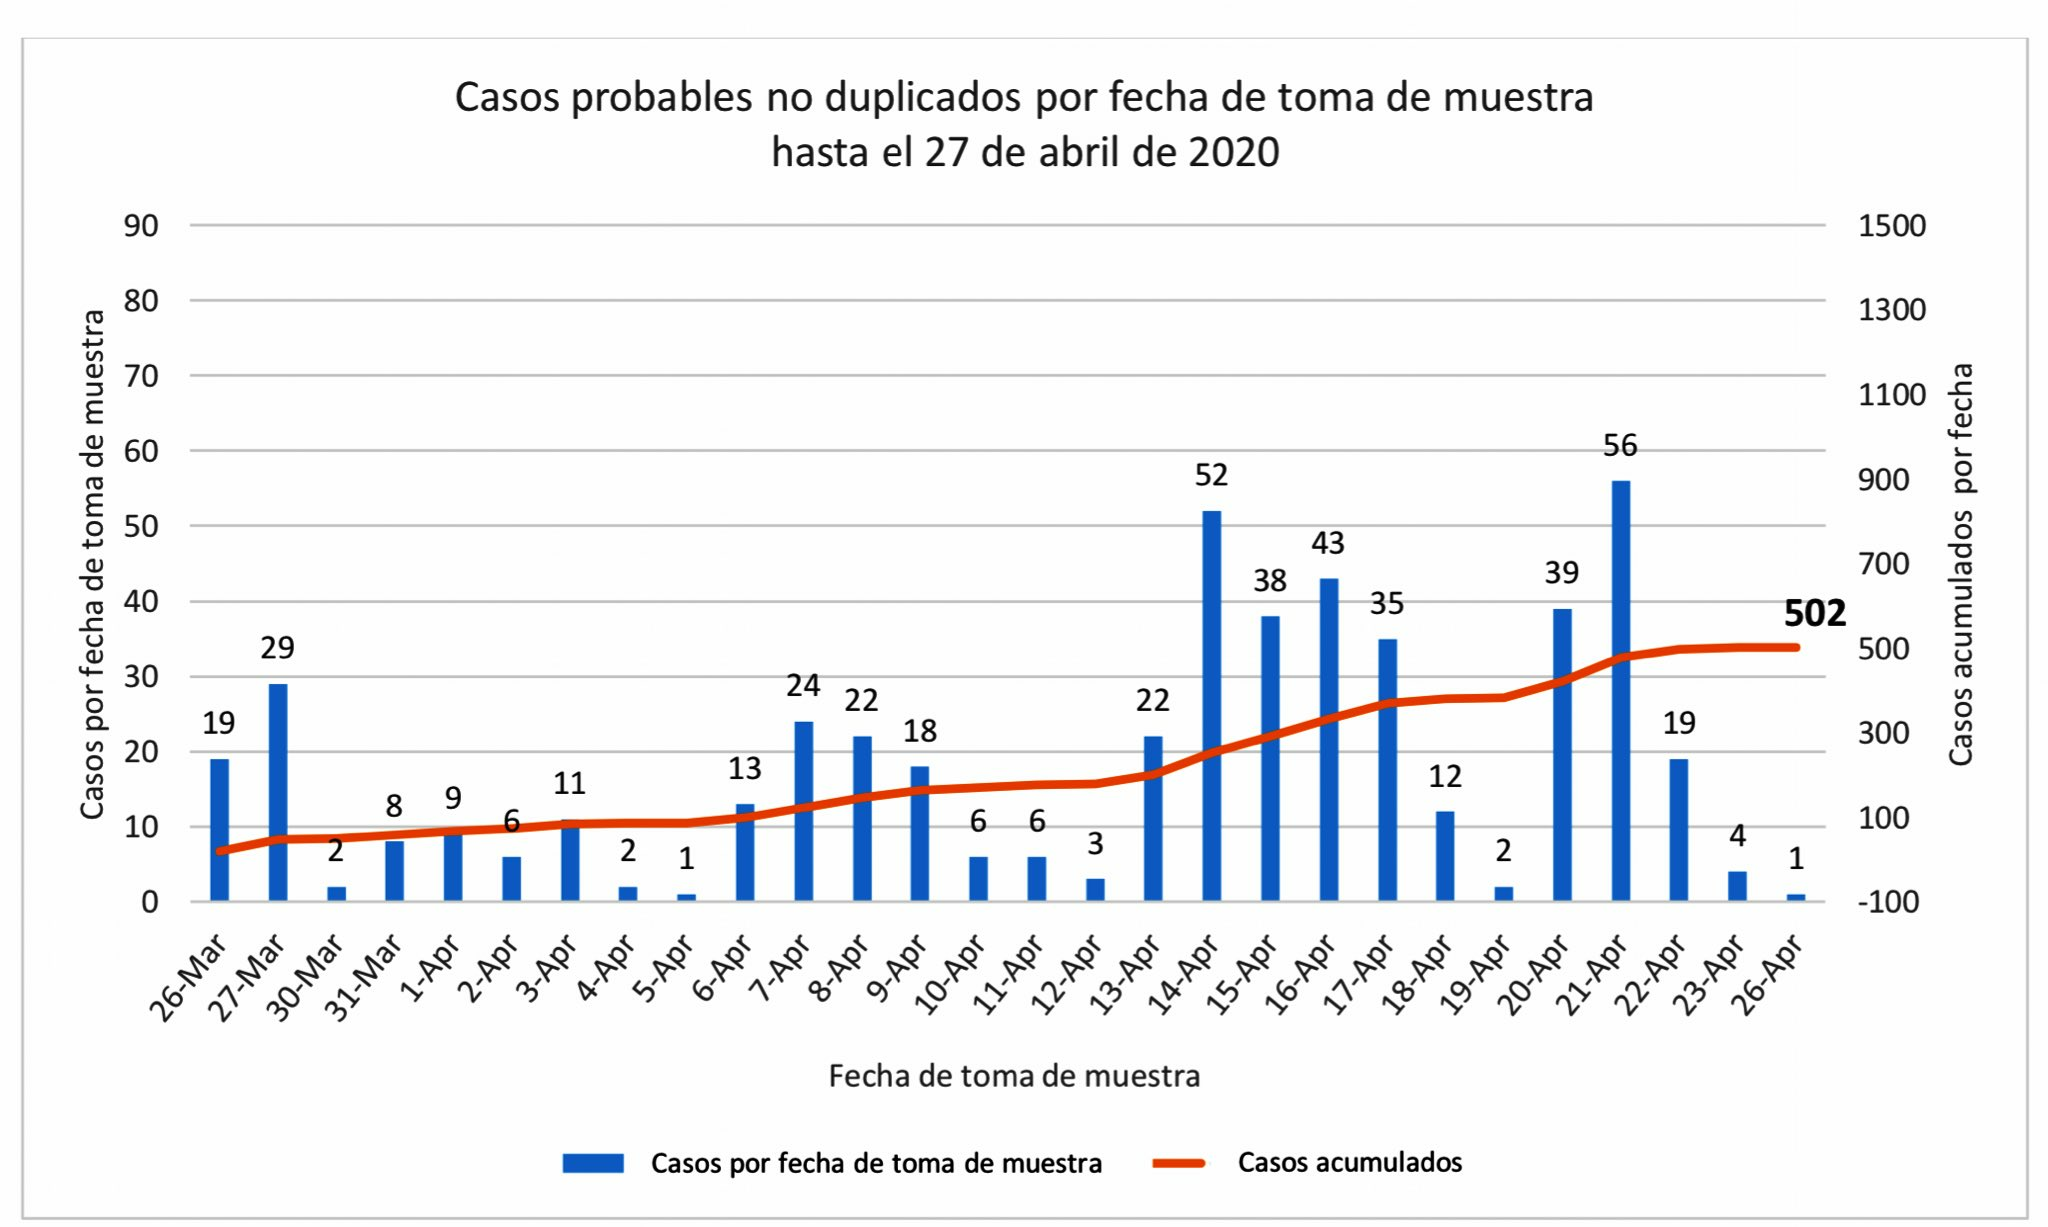 Casos probables no duplicados por fecha de toma de muestra
hasta el 27 de abril de 2020
Casos por fecha de toma de muestra
90
80
70
60
50
40
30
20
10
0
19
29
2
8
9
6
11
2
1
13
24
22
18
6
6
3
22
52
38
43
35
12
2
39
56
19
4
1
502
1500
1300
1100
900
700
500
300
100
-100
Casos acumulados por fecha
26-Mar
27-Mar
30-Mar
31-Mar
1-Apr
2-Apr
3-Apr
4-Apr
5-Apr
6-Apr
7-Apr
8-Apr
9-Apr
10-Apr
11-Apr
12-Apr
13-Apr
14-Apr
15-Apr
16-Apr
17-Apr
18-Apr
19-Apr
20-Apr
21-Apr
22-Apr
23-Apr
26-Apr
Fecha de toma de muestra
Casos por fecha de toma de muestra
Casos acumulados